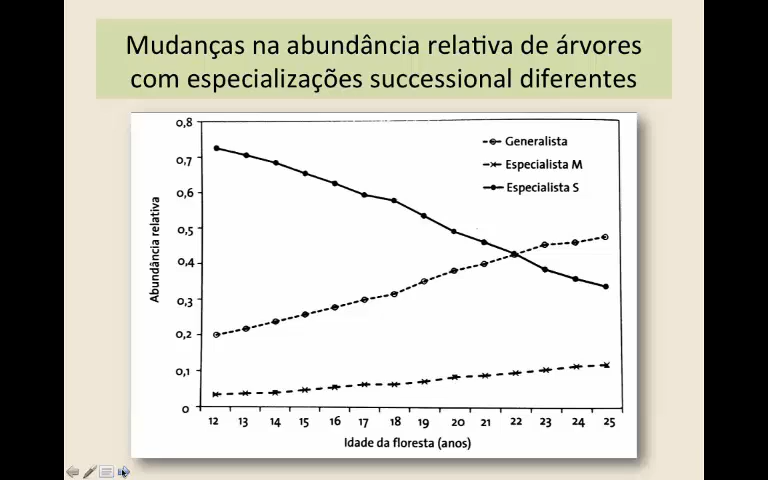 Mudanças na abundância relativa de árvores
com especializações successional diferentes
0,8
0,7
0,6
0,5
0,4
0,3
0,2
0,1
0
Abundância relativa
Generalista
Especialista M
Especialista S
12 13 14 15 16 17 18 19 20 21 22 23 24 25
Idade da floresta (anos)